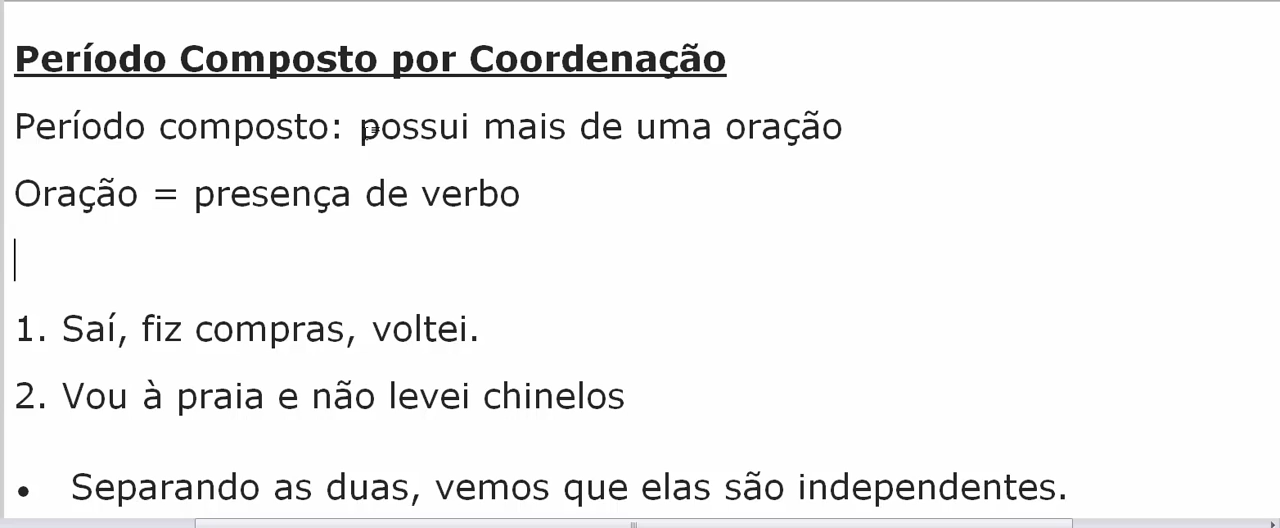 Período Composto por Coordenação
Período composto: possui mais de uma oração
Oração = presença de verbo
1. Saí, fiz compras, voltei.
2. Vou à praia e não levei chinelos
• Separando as duas, vemos que elas são independentes.